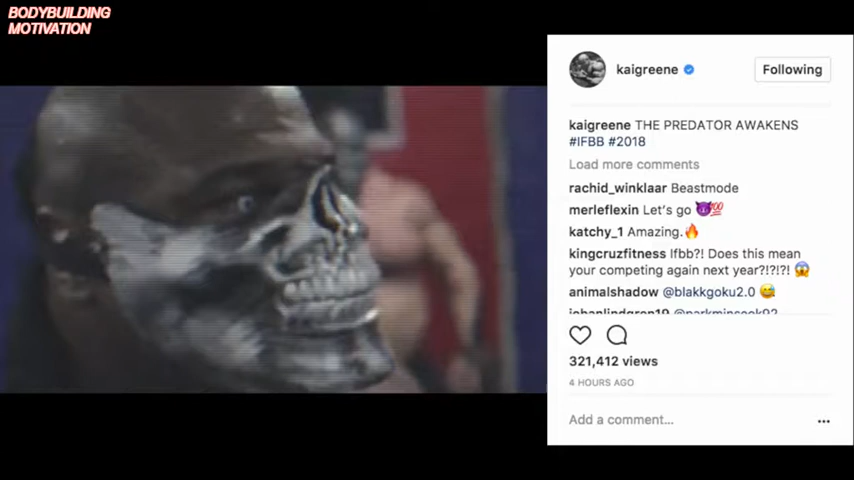 BODYBUILDING
MOTIVATION
kaigreene
Following
kaigreene THE PREDATOR AWAKENS
#IFBB #2018
Load more comments
rachid_winklaar Beastmode
merleflexin Let's go 😈💯
katchy_1 Amazing.🔥
kingcruzfitness Ifbb?! Does this mean
your competing again next year?!?!?! 😱
animalshadow @blakkgoku2.0 😅
321,412 views
4 HOURS AGO
Add a comment...